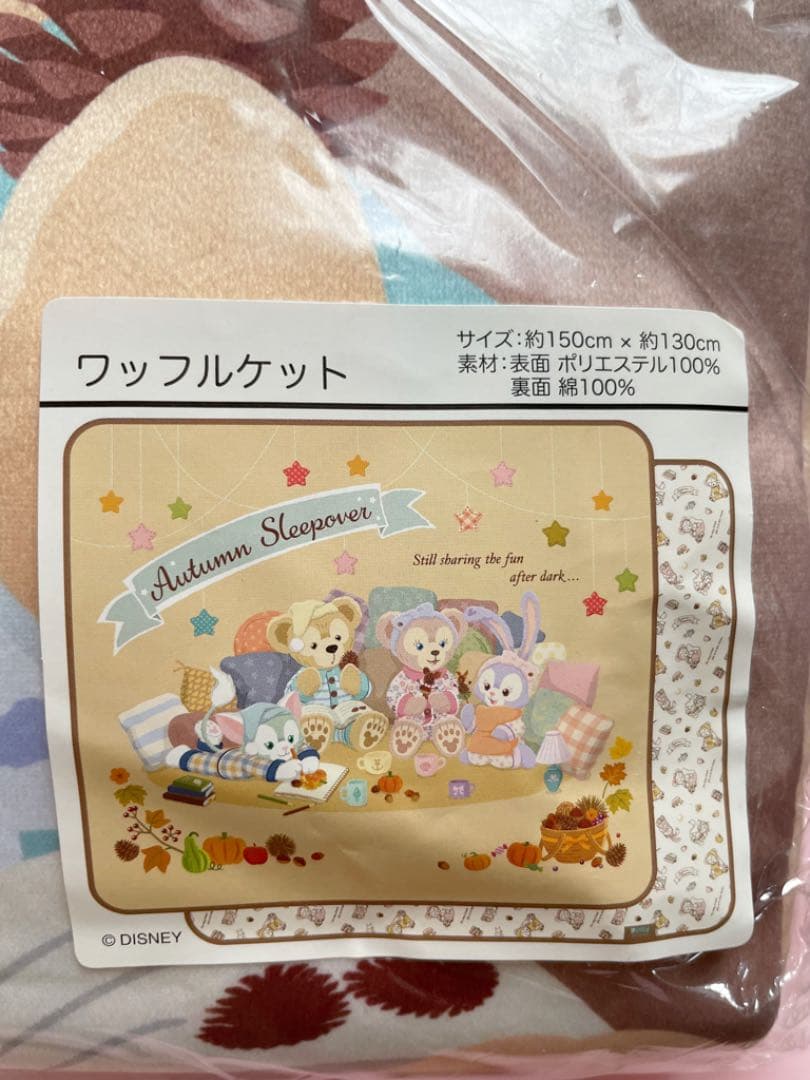 ワッフルケット
サイズ:約150cm × 約130cm
素材:表面 ポリエステル100%
裏面 綿100%
Autumn Sleepover
Still sharing the fun
after dark...
© DISNEY